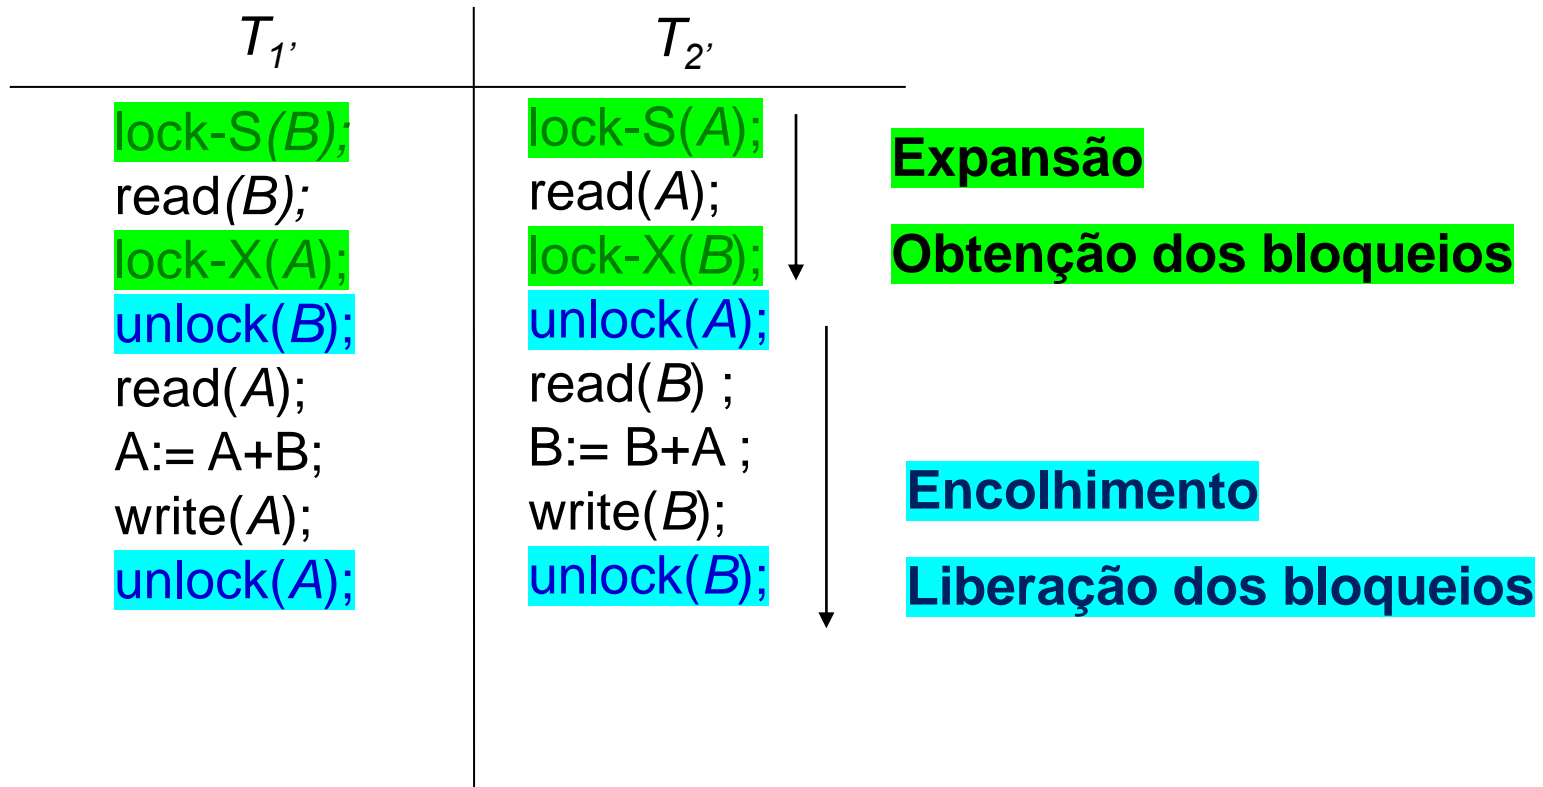 T1’ T2’
lock-S(B); lock-S(A);
read(B); read(A);
lock-X(A); lock-X(B);
unlock(B); unlock(A);
read(A); read(B) ;
A:= A+B; B:= B+A ;
write(A); write(B);
unlock(A); unlock(B);
Expansão
Obtenção dos bloqueios
Encolhimento
Liberação dos bloqueios